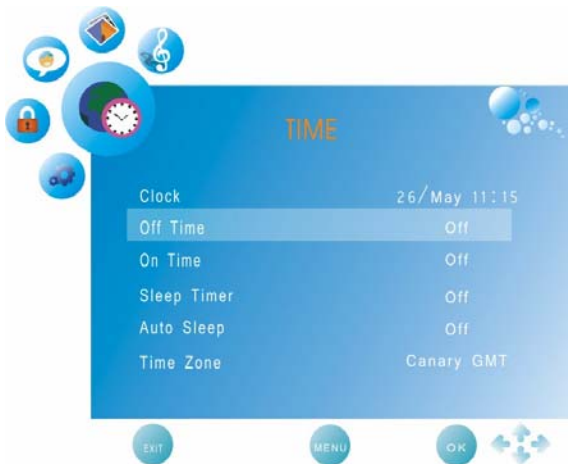 TIME
Clock 26/May 11:15
Off Time Off
On Time Off
Sleep Timer Off
Auto Sleep Off
Time Zone Canary GMT
EXIT MENU OK